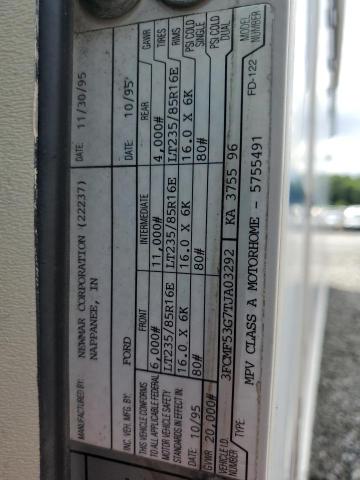 MANUFACTURED BY: NEWMAR CORPORATION (22237) DATE: 11/30/95
NAPPANEE, IN
INC. VEH. MFD. BY: FORD DATE: 10/95
THIS VEHICLE CONFORMS TO ALL APPLICABLE FEDERAL MOTOR VEHICLE SAFETY STANDARDS IN EFFECT IN:
DATE 10/95
FRONT INTERMEDIATE REAR
6,000# 11,000# 4,000# GAWR
LT235/85R16E LT235/85R16E LT235/85R16E TIRES
16.0 X 6K 16.0 X 6K 16.0 X 6K RIMS
80# 80# 80# PSI COLD SINGLE
PSI COLD DUAL
GVWR 20,000#
VEHICLE I.D. NUMBER 3FCMF53G7TJA03292 KA 3755 96 MODEL NUMBER FD-122
TYPE MPV CLASS A MOTORHOME - 5755491